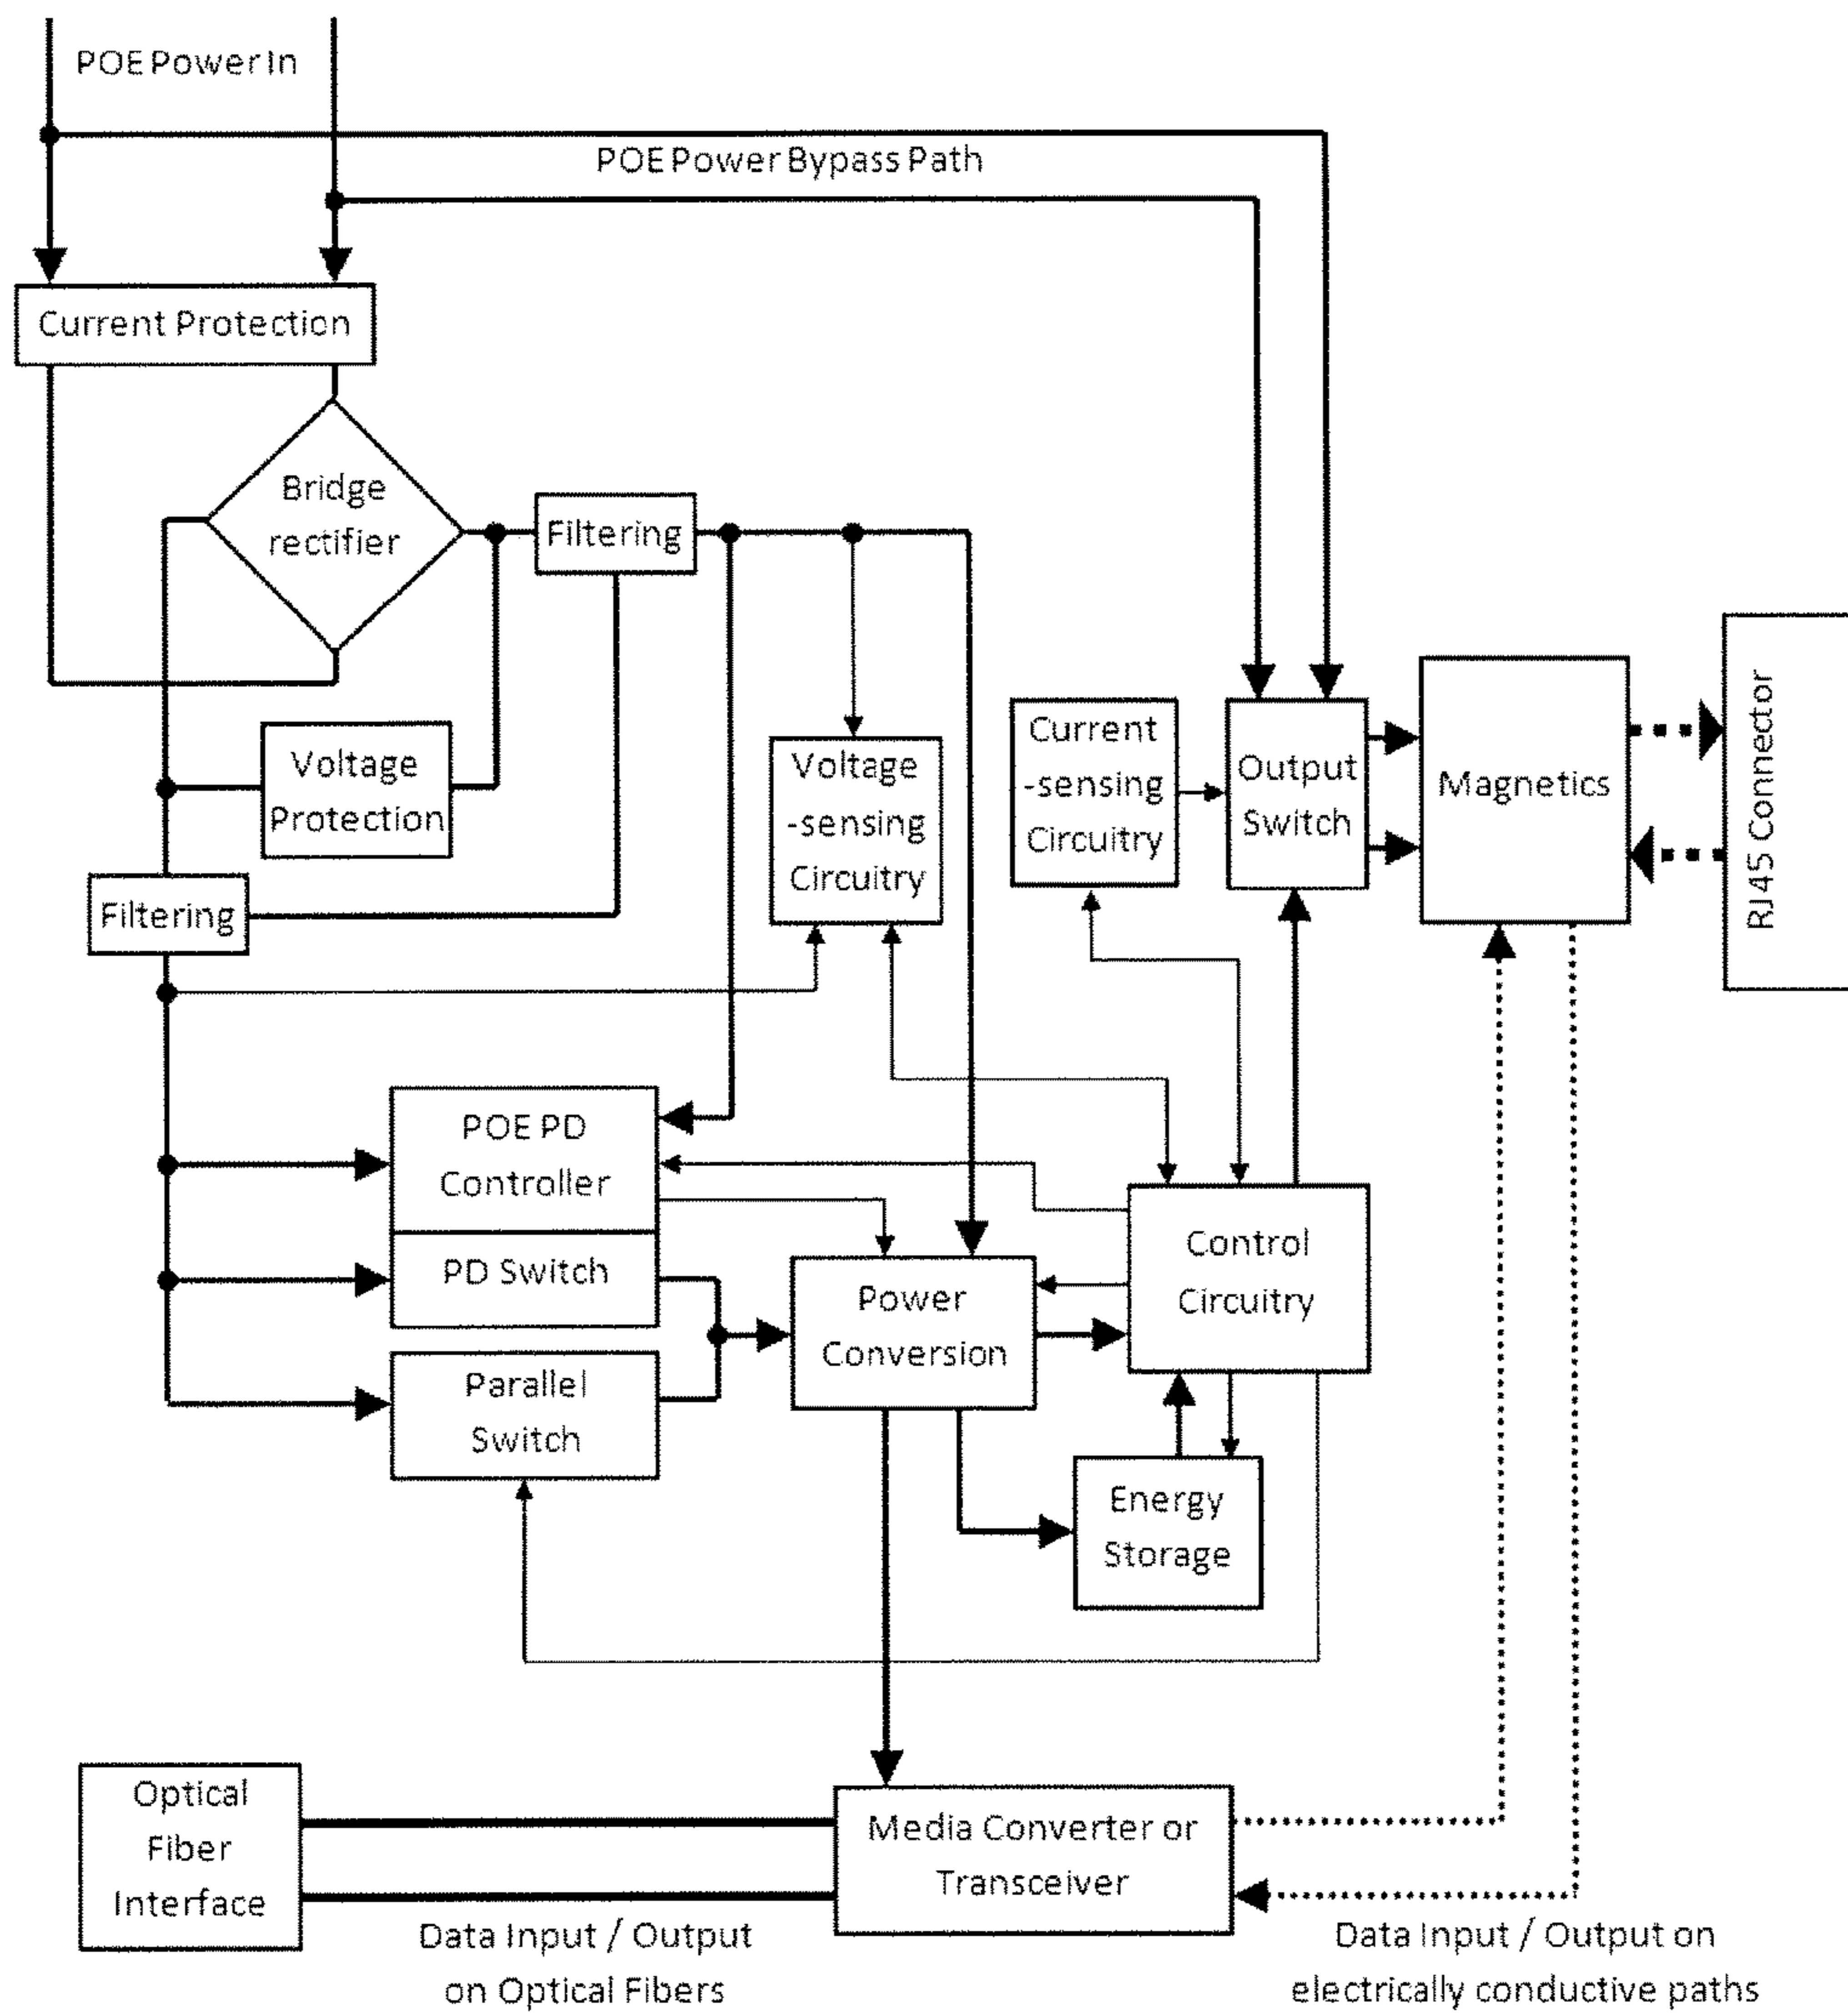 POE Power In
POE Power Bypass Path
Current Protection
Bridge
rectifier
Filtering
Voltage
Protection
Filtering
Voltage
-sensing
Circuitry
Current
-sensing
Circuitry
Output
Switch
Magnetics
RJ45 Connector
POE PD
Controller
PD Switch
Parallel
Switch
Power
Conversion
Control
Circuitry
Energy
Storage
Optical
Fiber
Interface
Media Converter or
Transceiver
Data Input / Output
on Optical Fibers
Data Input / Output on
electrically conductive paths